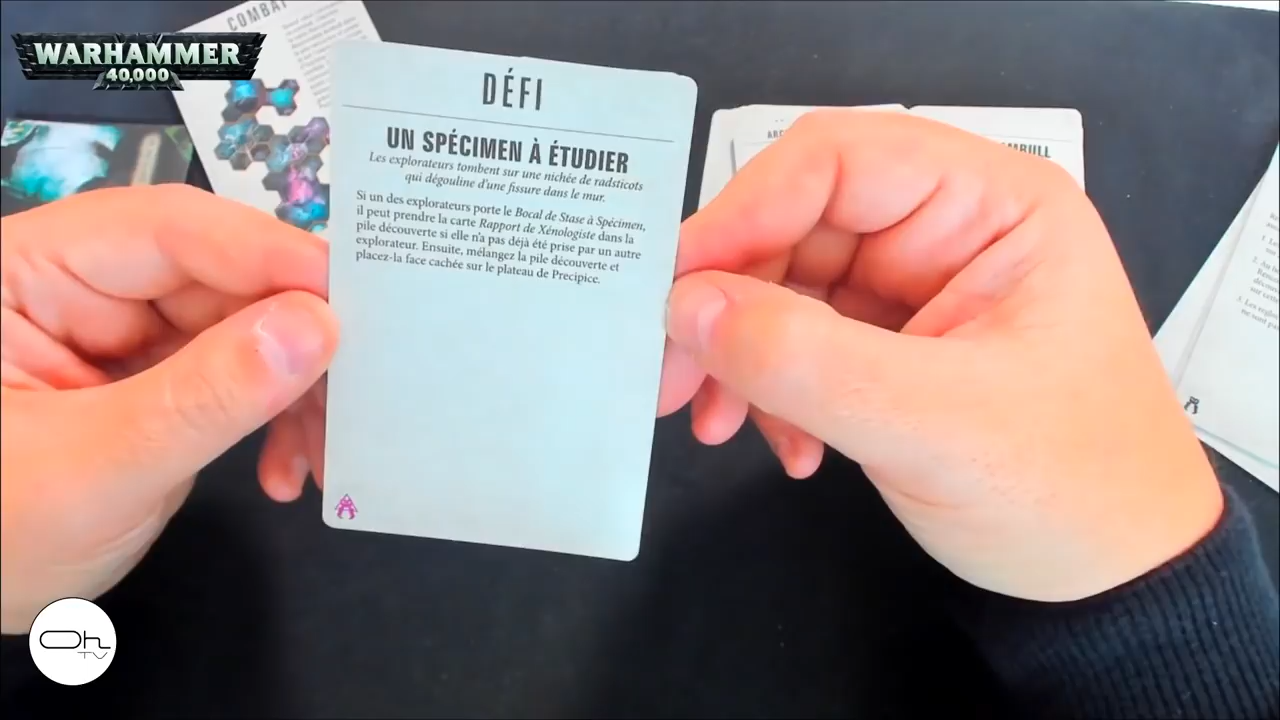 WARHAMMER
40,000
COMBAT
DÉFI
UN SPÉCIMEN À ÉTUDIER
Les explorateurs tombent sur une nichée de radsticots
qui dégouline d'une fissure dans le mur.
Si un des explorateurs porte le Bocal de Stase à Spécimen,
il peut prendre la carte Rapport de Xénologiste dans la
pile découverte si elle n'a pas déjà été prise par un autre
explorateur. Ensuite, mélangez la pile découverte et
placez-la face cachée sur le plateau de Precipice.
Oh
TV